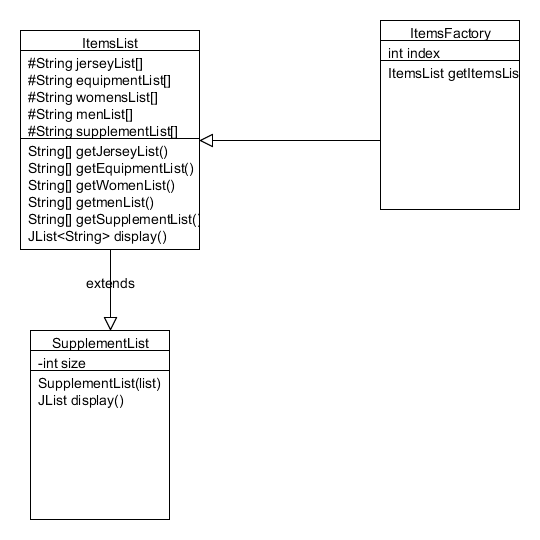 ItemsList
#String jerseyList[]
#String equipmentList[]
#String womensList[]
#String menList[]
#String supplementList[]
String[] getJerseyList()
String[] getEquipmentList()
String[] getWomenList()
String[] getmenList()
String[] getSupplementList()
JList<String> display()
ItemsFactory
int index
ItemsList getItemsLis
extends
SupplementList
-int size
SupplementList(list)
JList display()